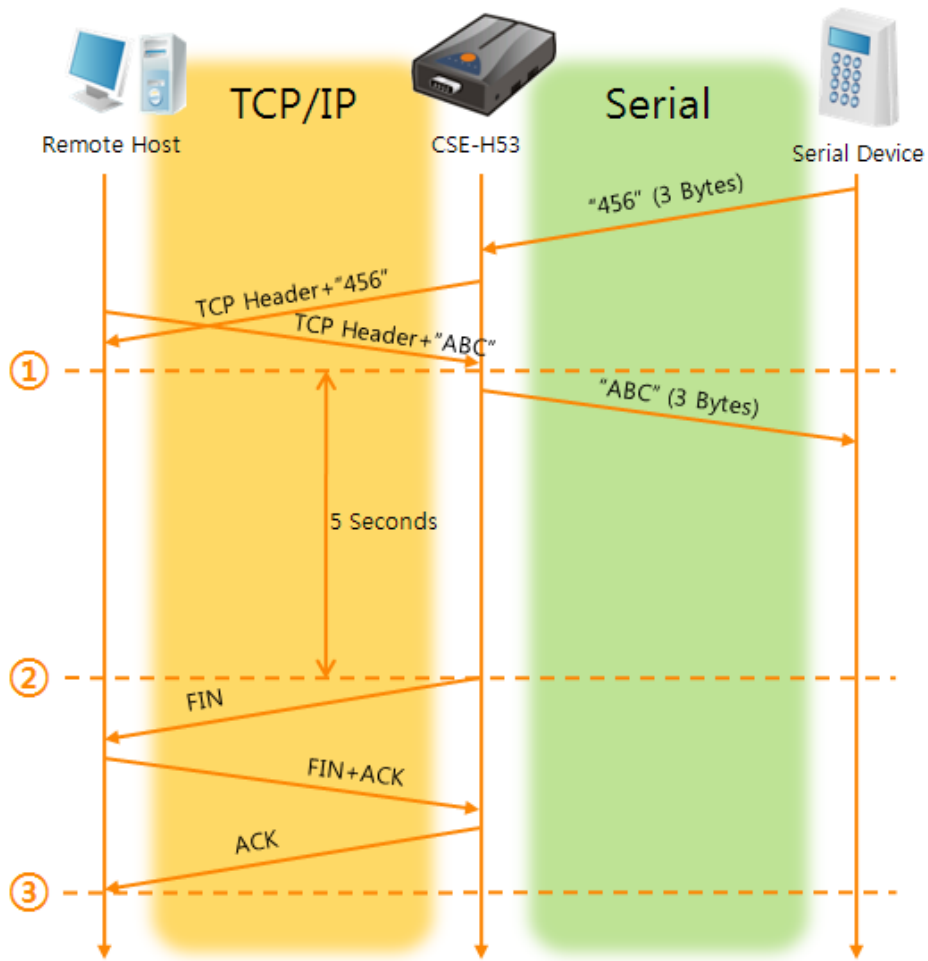 TCP/IP
Serial
Remote Host
CSE-H53
Serial Device
"456" (3 Bytes)
TCP Header+"456"
TCP Header+"ABC"
①
"ABC" (3 Bytes)
5 Seconds
②
FIN
FIN+ACK
ACK
③